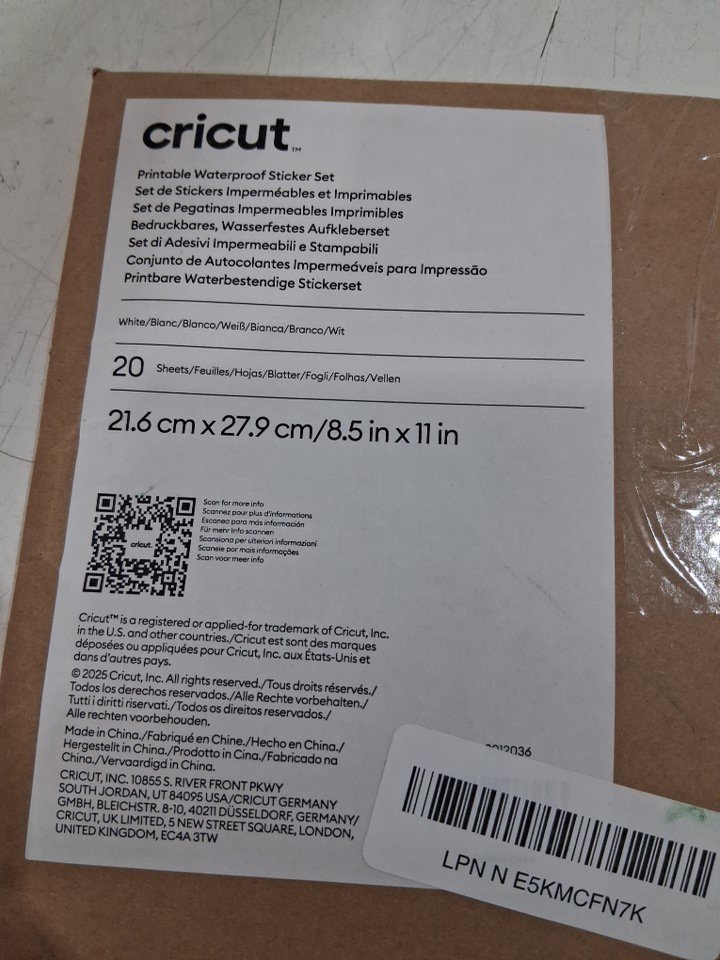 cricut™
Printable Waterproof Sticker Set
Set de Stickers Imperméables et Imprimables
Set de Pegatinas Impermeables Imprimibles
Bedruckbares, Wasserfestes Aufkleberset
Set di Adesivi Impermeabili e Stampabili
Conjunto de Autocolantes Impermeáveis para Impressão
Printbare Waterbestendige Stickerset
White/Blanc/Blanco/Weiß/Bianca/Branco/Wit
20 Sheets/Feuilles/Hojas/Blatter/Fogli/Folhas/Vellen
21.6 cm x 27.9 cm/8.5 in x 11 in
cricut
Scan for more info
Scannez pour plus d'informations
Escanea para más información
Für mehr Info scannen
Scansiona per ulteriori informazioni
Scaneie por mais informações
Scan voor meer info
Cricut™ is a registered or applied-for trademark of Cricut, Inc.
in the U.S. and other countries./Cricut est sont des marques
déposées ou appliquées pour Cricut, Inc. aux États-Unis et
dans d'autres pays.
© 2025 Cricut, Inc. All rights reserved./Tous droits réservés./
Todos los derechos reservados./Alle Rechte vorbehalten./
Tutti i diritti riservati./Todos os direitos reservados./
Alle rechten voorbehouden.
Made in China./Fabriqué en Chine./Hecho en China./
Hergestellt in China./Prodotto in Cina./Fabricado na
China./Vervaardigd in China.
CRICUT, INC. 10855 S. RIVER FRONT PKWY
SOUTH JORDAN, UT 84095 USA/CRICUT GERMANY
GMBH, BLEICHSTR. 8-10, 40211 DÜSSELDORF, GERMANY/
CRICUT, UK LIMITED, 5 NEW STREET SQUARE, LONDON,
UNITED KINGDOM, EC4A 3TW
LPN N E5KMCFN7K